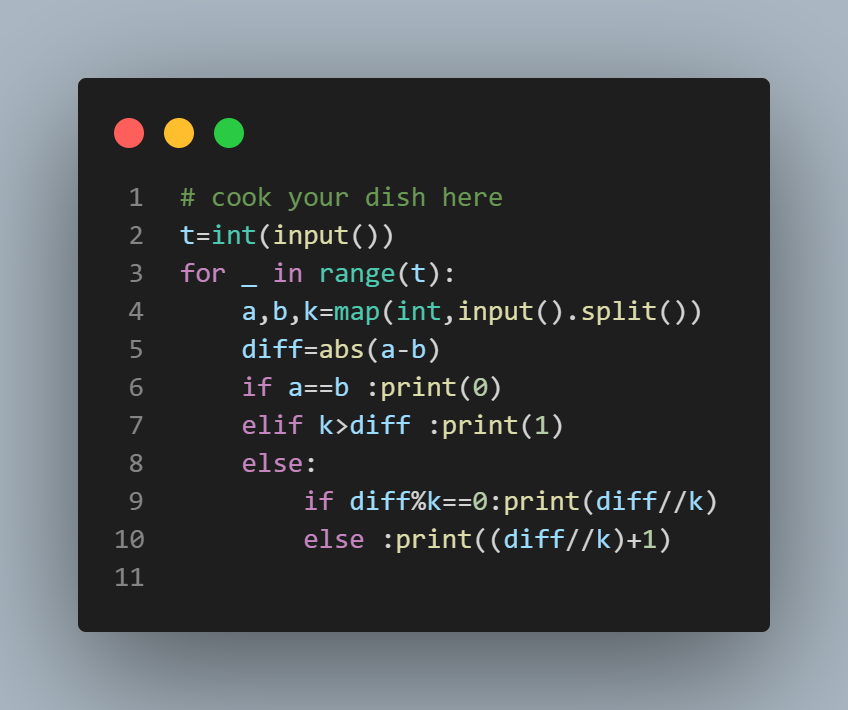 1 # cook your dish here
2 t=int(input())
3 for _ in range(t):
4     a,b,k=map(int,input().split())
5     diff=abs(a-b)
6     if a==b :print(0)
7     elif k>diff :print(1)
8     else:
9         if diff%k==0:print(diff//k)
10         else :print((diff//k)+1)
11